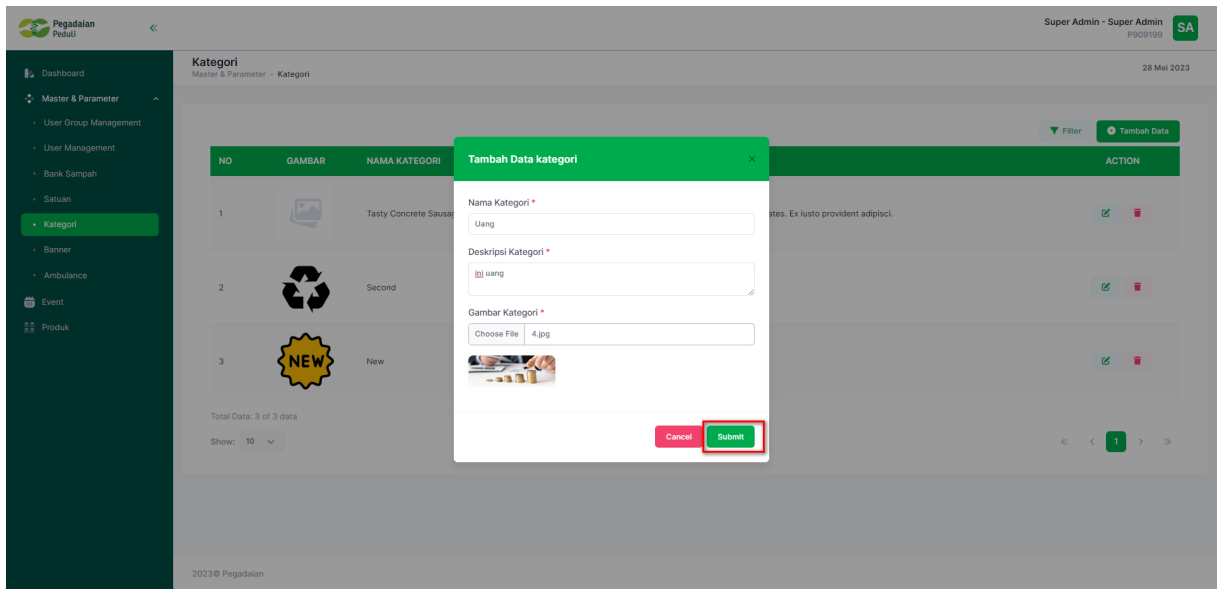 Pegadaian
Peduli
Super Admin - Super Admin
P909199
SA
Dashboard
Master & Parameter
User Group Management
User Management
Bank Sampah
Satuan
Kategori
Banner
Ambulance
Event
Produk
Kategori
Master & Parameter - Kategori
28 Mei 2023
Filter
Tambah Data
NO GAMBAR NAMA KATEGORI ACTION
1 Tasty Concrete Sausag ates. Ex iusto provident adipisci.
2 Second
3 NEW New
Total Data: 3 of 3 data
Show: 10
1
Tambah Data kategori
Nama Kategori *
Uang
Deskripsi Kategori *
ini uang
Gambar Kategori *
Choose File 4.jpg
Cancel Submit
2023© Pegadaian